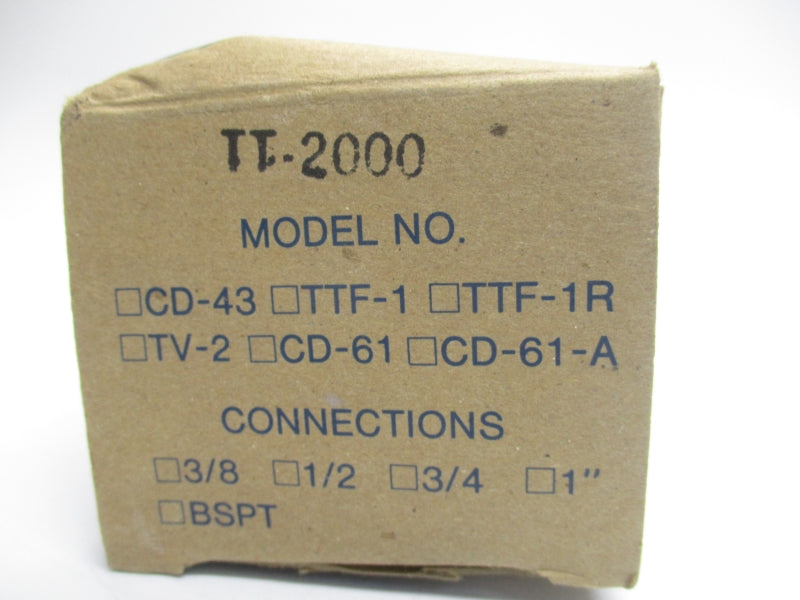 TT-2000
MODEL NO.
☐CD-43 ☐TTF-1 ☐TTF-1R
☐TV-2 ☐CD-61 ☐CD-61-A
CONNECTIONS
☐3/8 ☐1/2 ☐3/4 ☐1"
☐BSPT